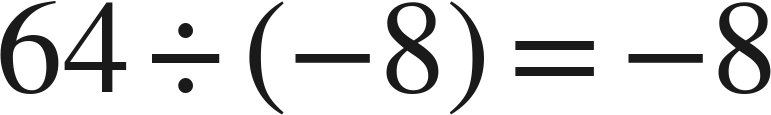 64 ÷ (−8) = −8